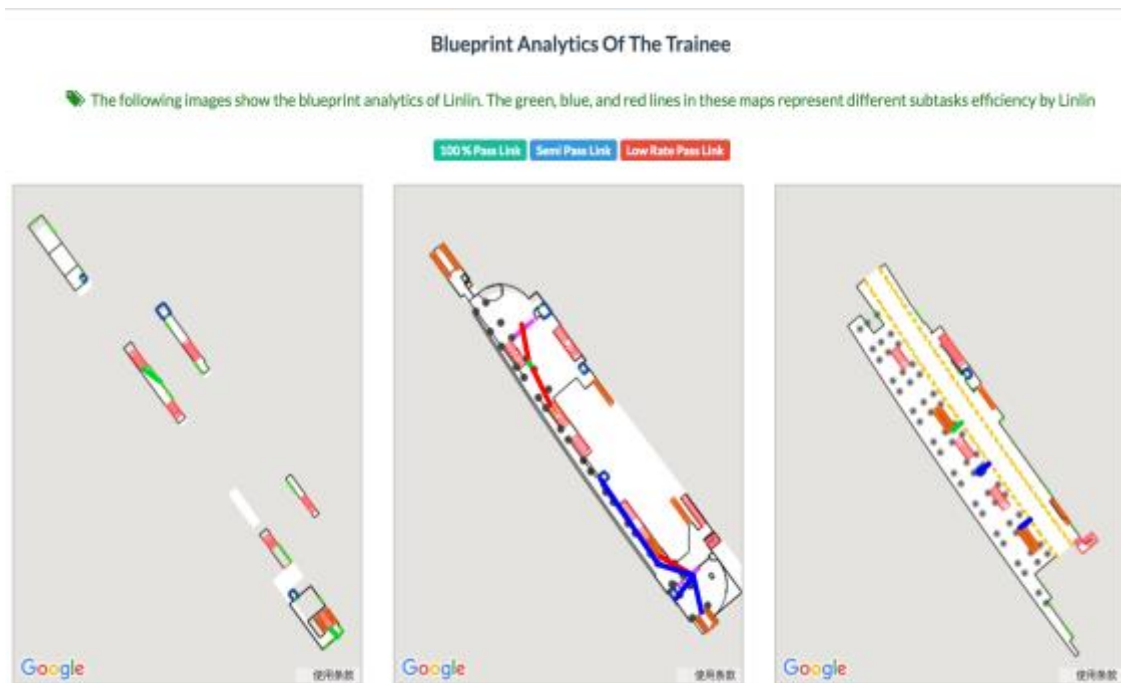 Blueprint Analytics Of The Trainee
The following images show the blueprint analytics of Linlin. The green, blue, and red lines in these maps represent different subtasks efficiency by Linlin
100 % Pass Link Semi Pass Link Low Rate Pass Link
Google 使用条款 Google 使用条款 Google 使用条款